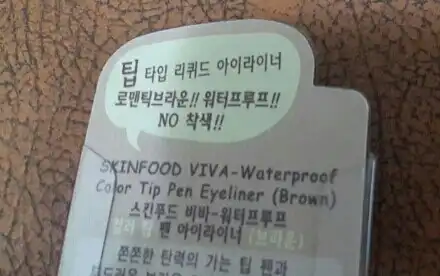 팁 타입 리퀴드 아이라이너
로맨틱브라운!! 워터프루프!!
NO 착색!!
SKINFOOD VIVA-Waterproof
Color Tip Pen Eyeliner (Brown)
스킨푸드 비바-워터프루프
컬러 팁 펜 아이라이너 (브라운)
쫀쫀한 탄력의 가는 팁 펜과